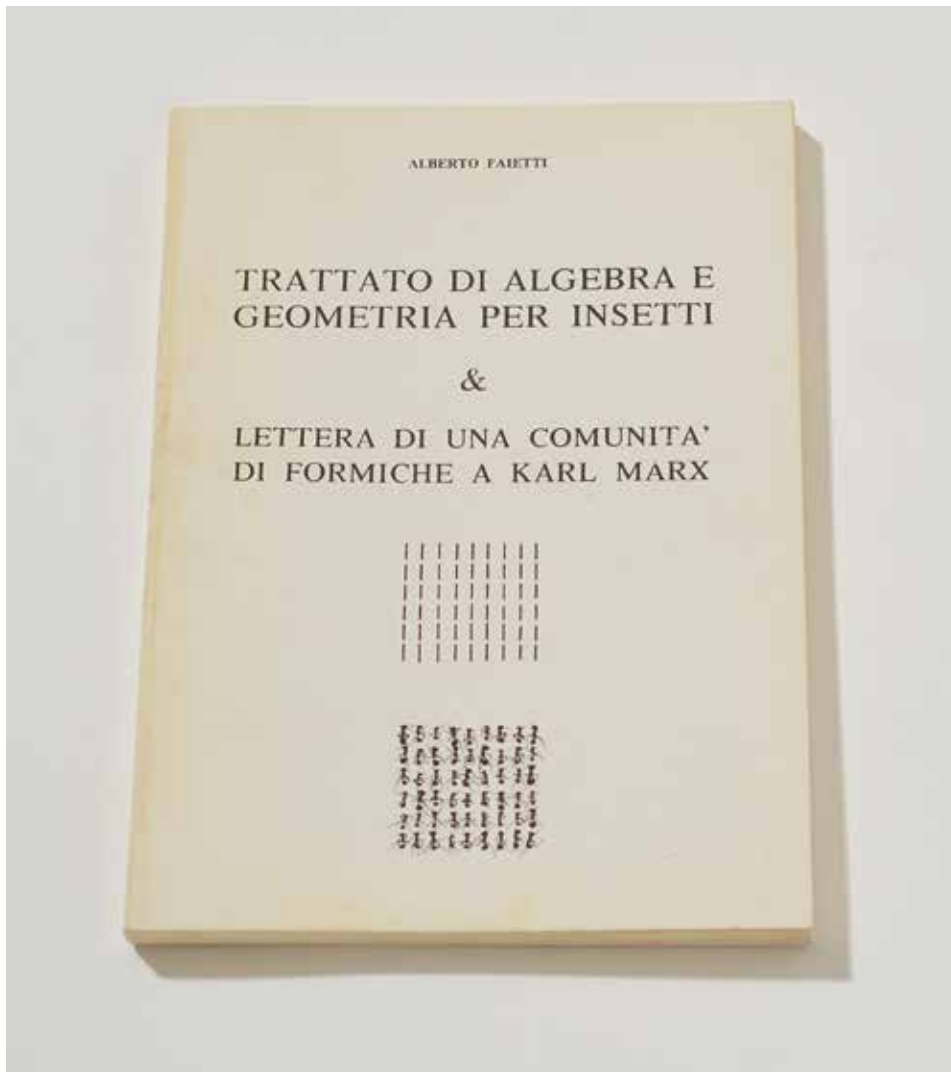 ALBERTO FAIETTI
TRATTATO DI ALGEBRA E
GEOMETRIA PER INSETTI
&
LETTERA DI UNA COMUNITA'
DI FORMICHE A KARL MARX